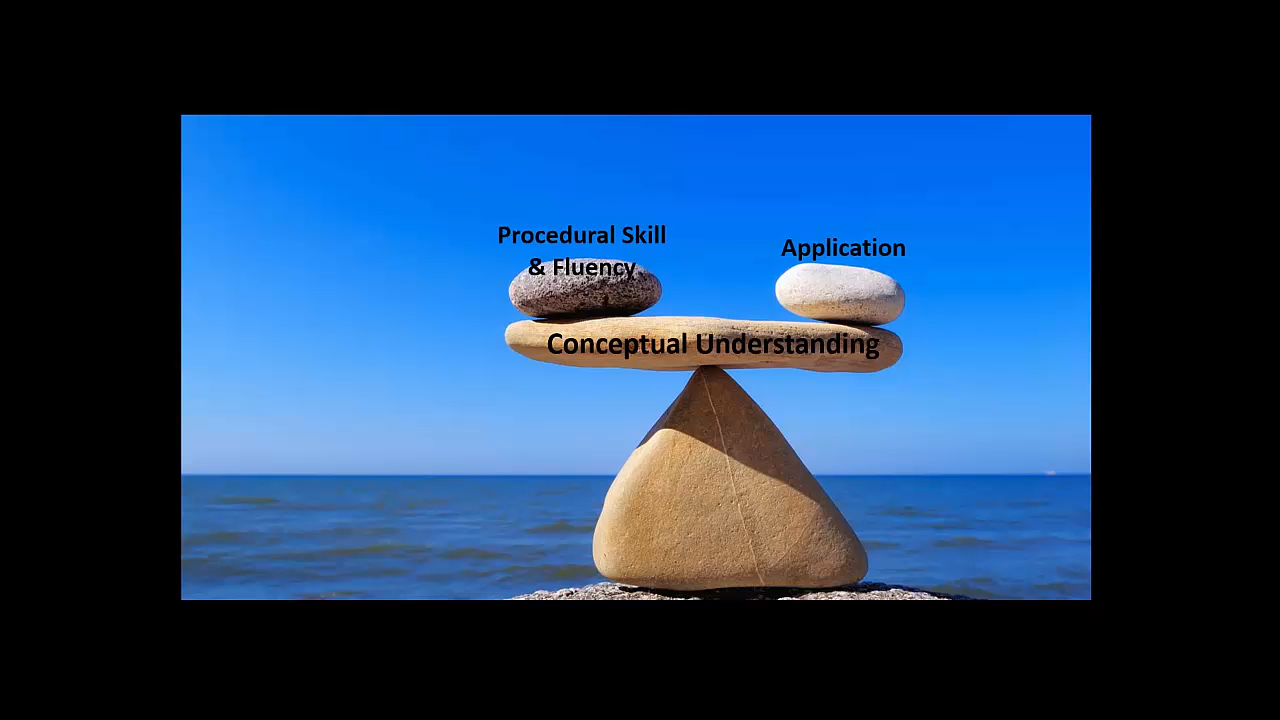 Procedural Skill
& Fluency
Application
Conceptual Understanding